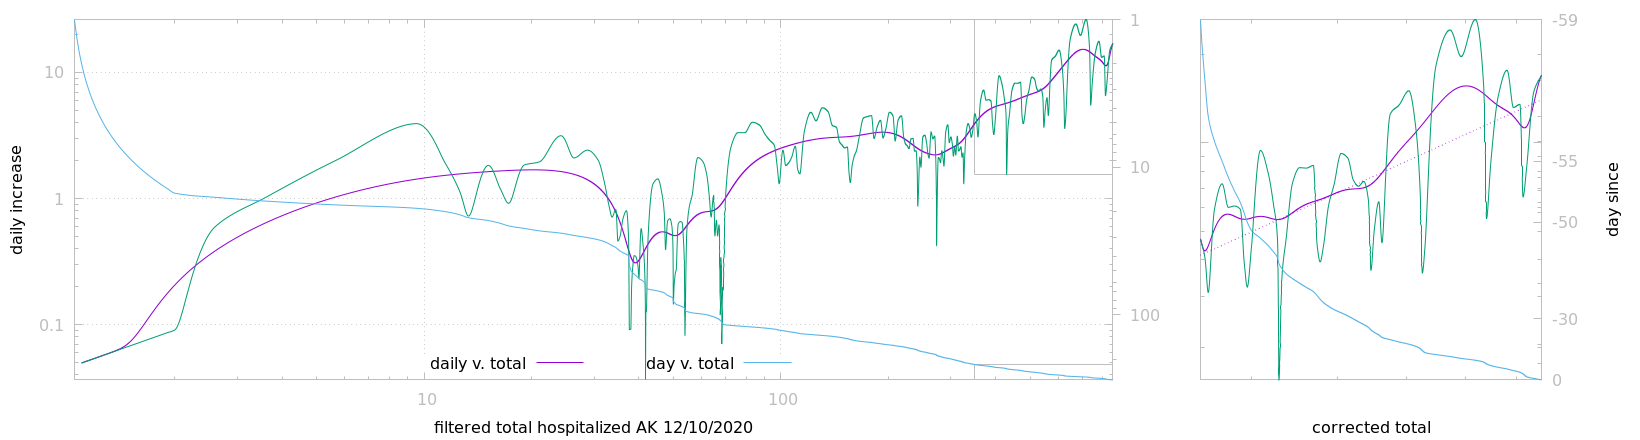 daily increase
10
1
0.1
10
100
1
10
100
daily v. total
day v. total
filtered total hospitalized AK 12/10/2020
-59
-55
-50
-30
0
day since
corrected total